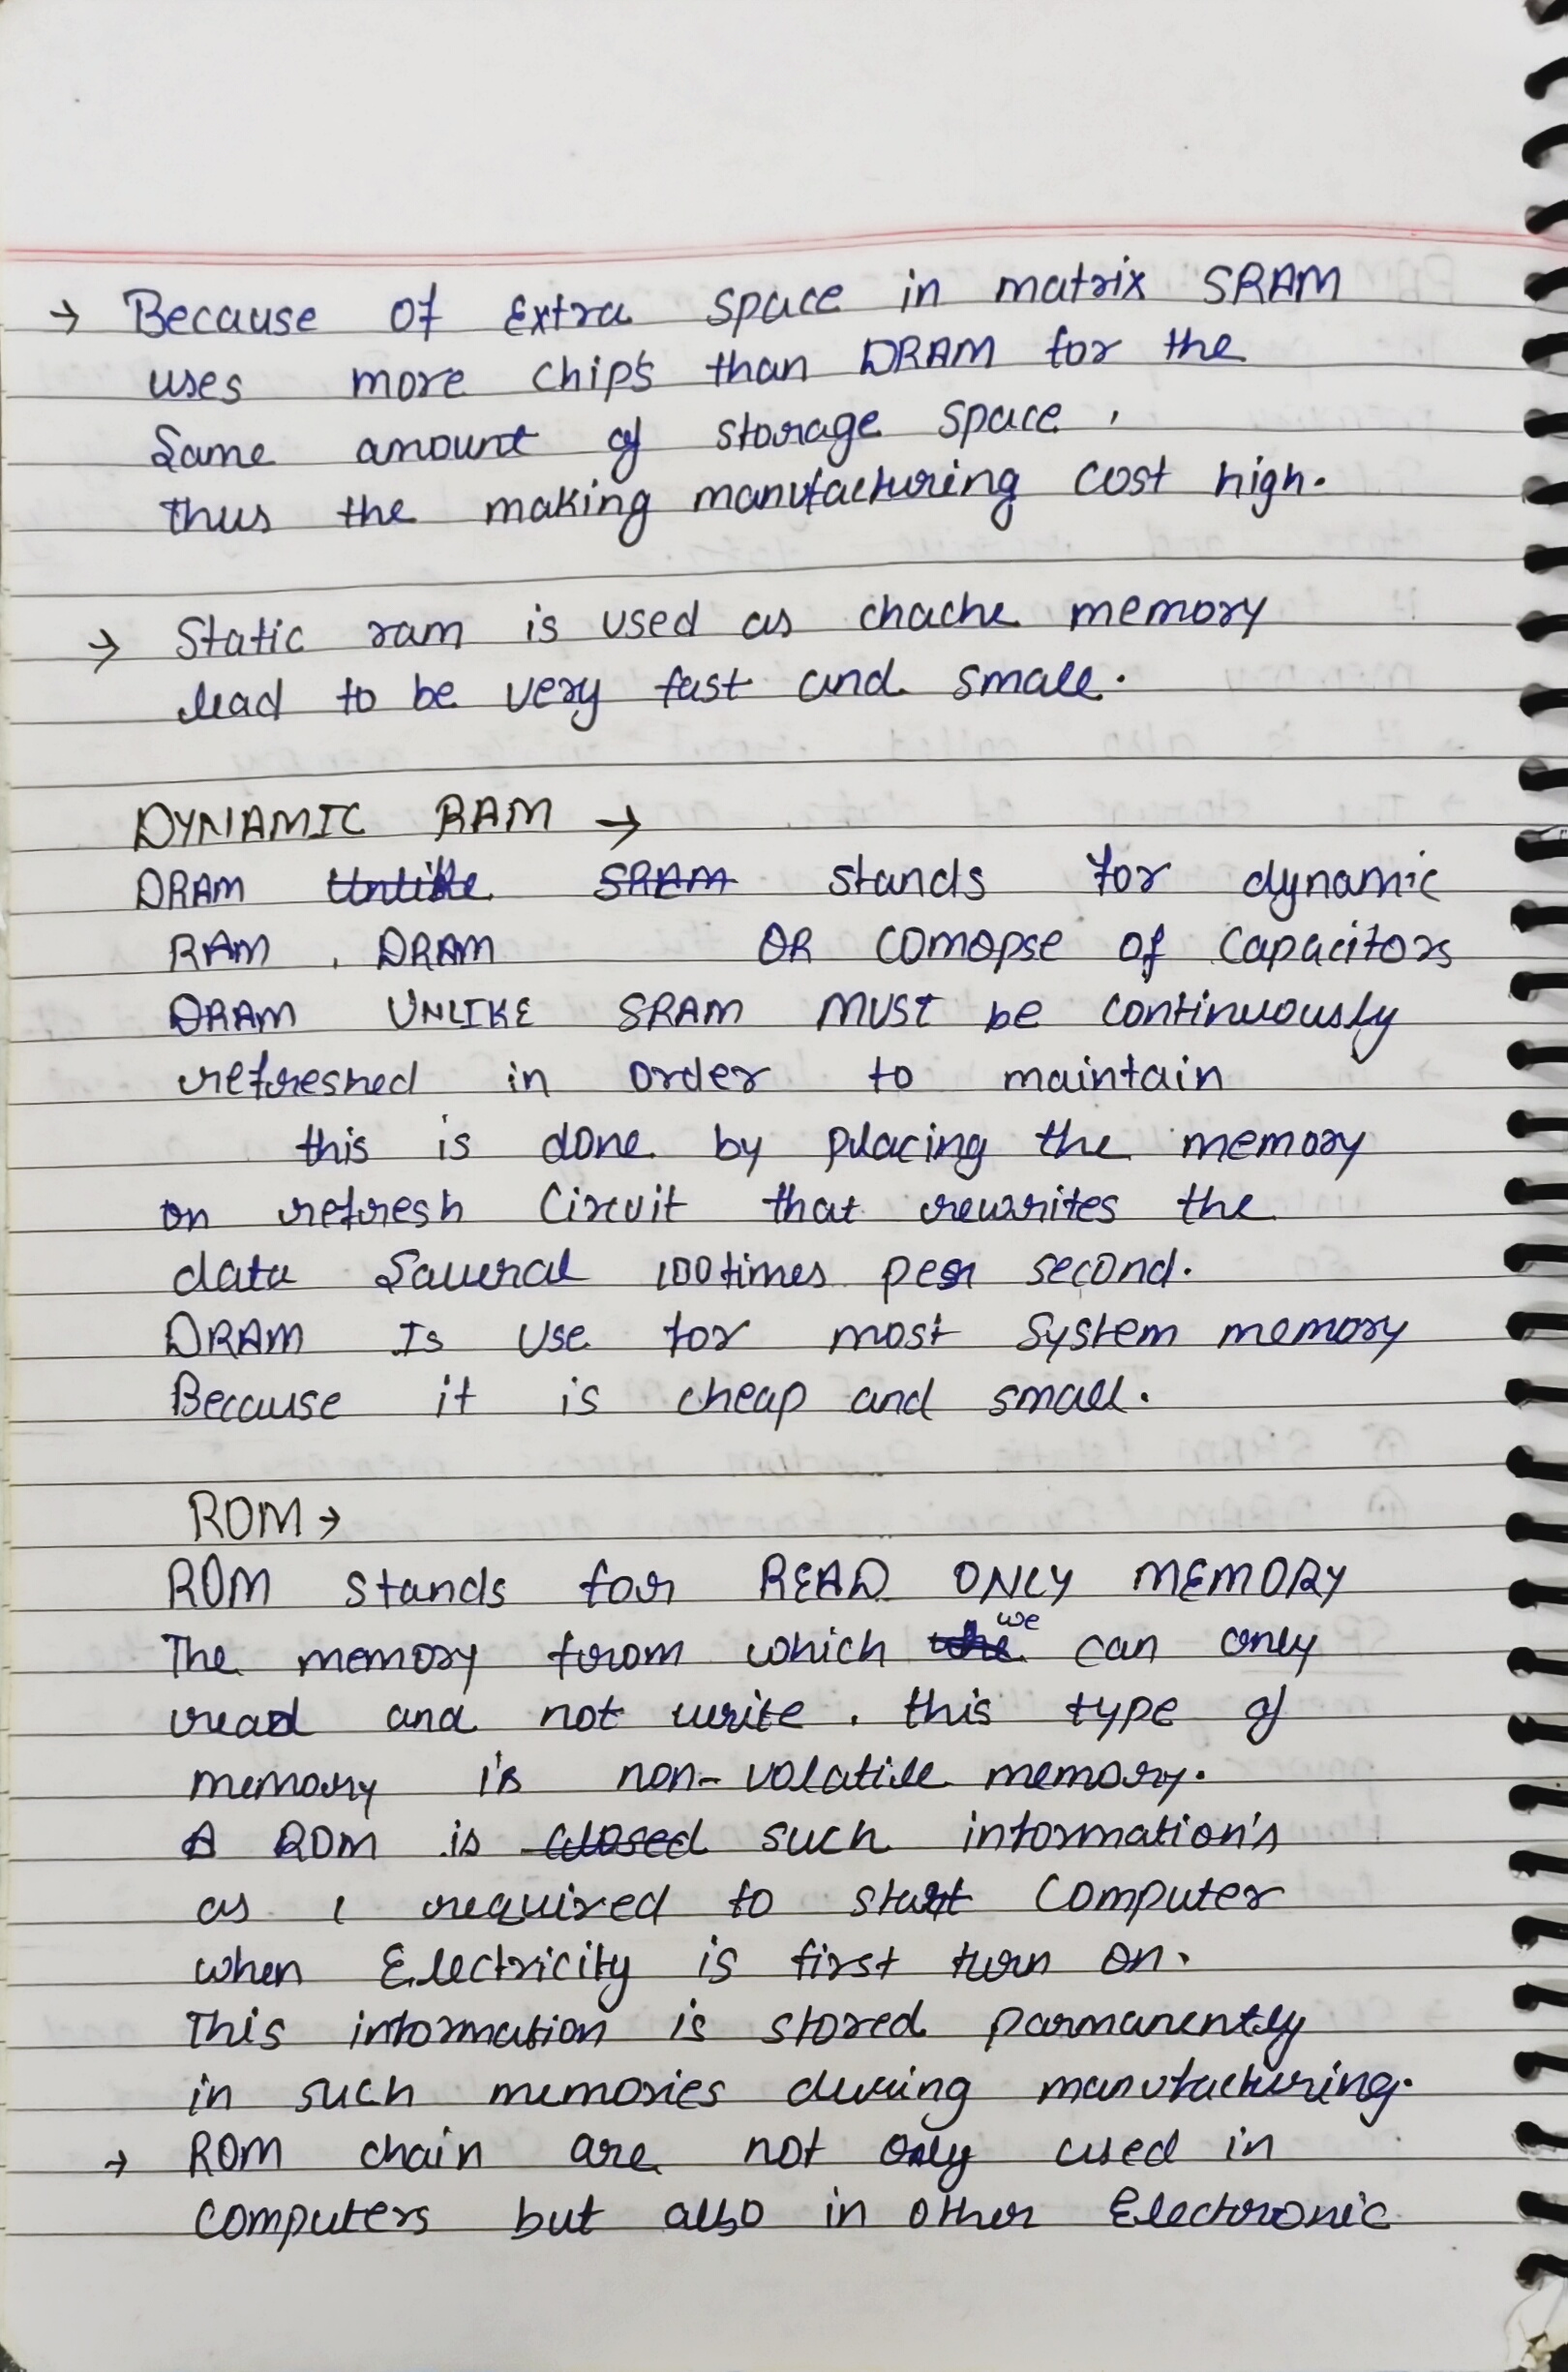 → Because of Extra space in matrix SRAM
uses more chips than DRAM for the
Same amount of storage space,
thus the making manufacturing cost high.
→ Static ram is used as chache memory
lead to be very fast and small.
DYNAMIC RAM →
DRAM Unlike SRAM stands for dynamic
RAM. DRAM OR comopse of Capacitors
DRAM UNLIKE SRAM MUST be continuously
refreshed in order to maintain
this is done by placing the memory
on refresh Circuit that rewrites the
data Saveral 100 times per second.
DRAM Is Use for most System memory
Because it is cheap and small.
ROM →
ROM stands for READ ONLY MEMORY
The memory from which we can only
read and not write. this type of
memory is non-volatile memory.
A ROM is such information's
as i required to start Computer
when Electricity is first turn on.
This information is stored parmanently
in such memories during manufacturing.
→ ROM chain are not only used in
Computers but also in other Electronic